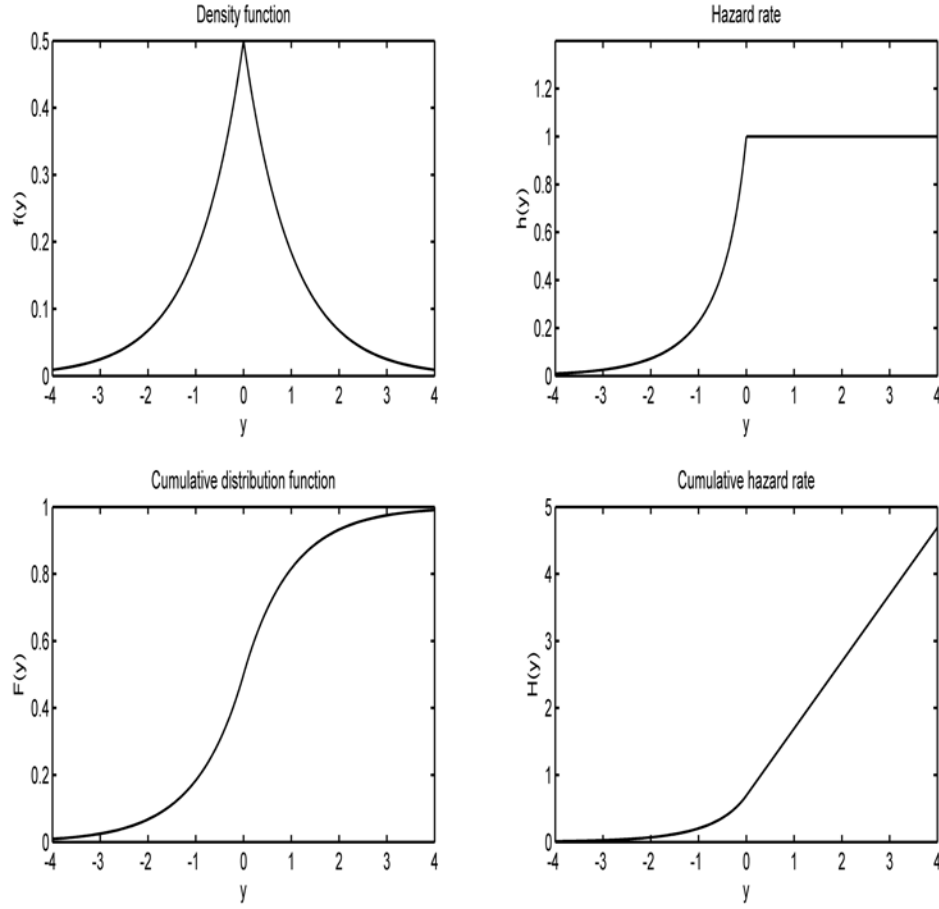 Density function
0.5
0.4
0.3
0.2
0.1
0
f(y)
-4 -3 -2 -1 0 1 2 3 4
y
Hazard rate
1.2
1
0.8
0.6
0.4
0.2
0
h(y)
-4 -3 -2 -1 0 1 2 3 4
y
Cumulative distribution function
1
0.8
0.6
0.4
0.2
0
F(y)
-4 -3 -2 -1 0 1 2 3 4
y
Cumulative hazard rate
5
4
3
2
1
0
H(y)
-4 -3 -2 -1 0 1 2 3 4
y